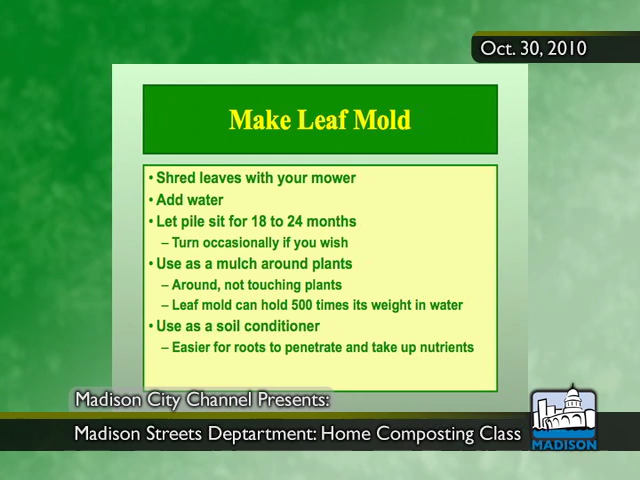 Oct. 30, 2010
Make Leaf Mold
• Shred leaves with your mower
• Add water
• Let pile sit for 18 to 24 months
– Turn occasionally if you wish
• Use as a mulch around plants
– Around, not touching plants
– Leaf mold can hold 500 times its weight in water
• Use as a soil conditioner
– Easier for roots to penetrate and take up nutrients
Madison City Channel Presents:
Madison Streets Deptartment: Home Composting Class
MADISON